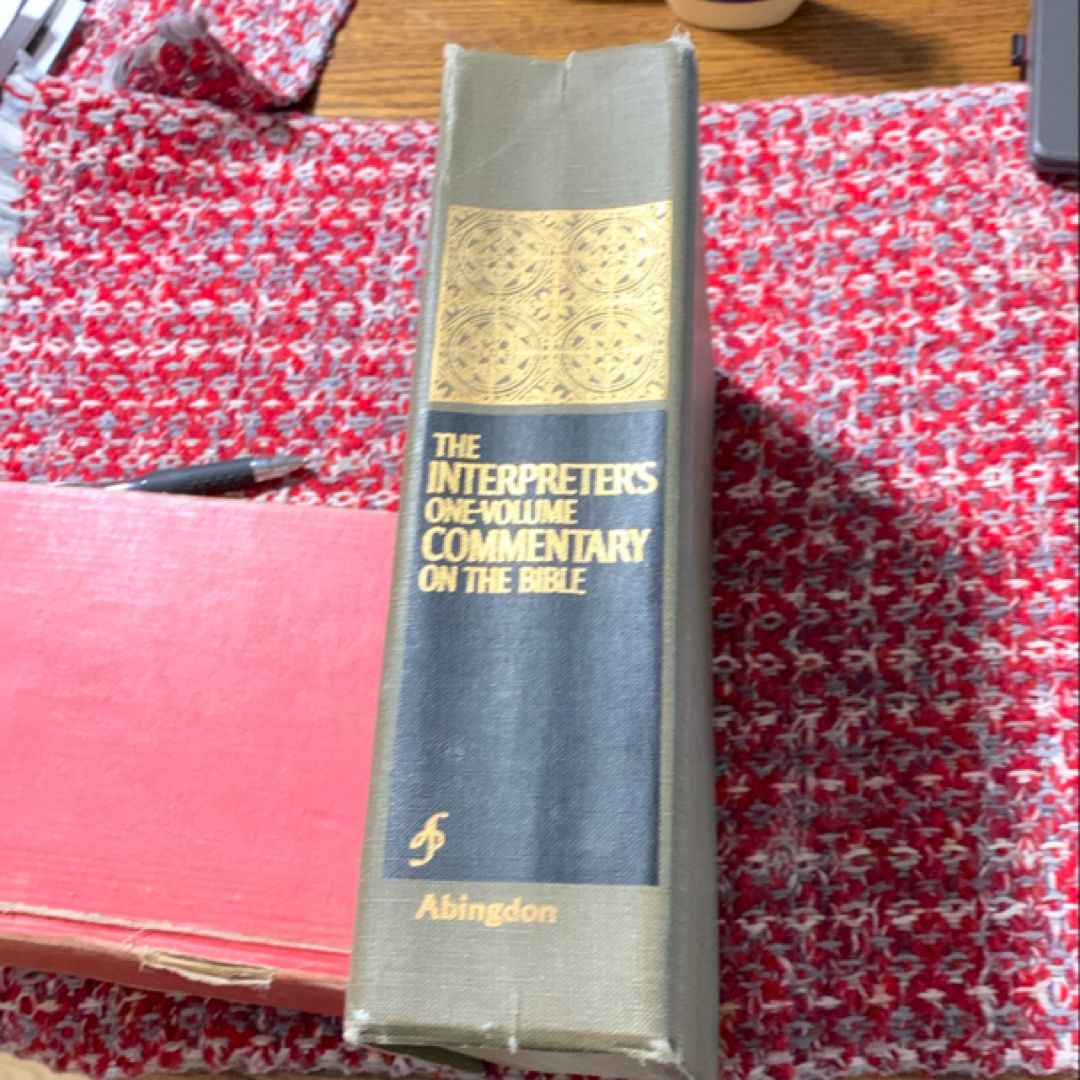 THE
INTERPRETER'S
ONE-VOLUME
COMMENTARY
ON THE BIBLE
Abingdon